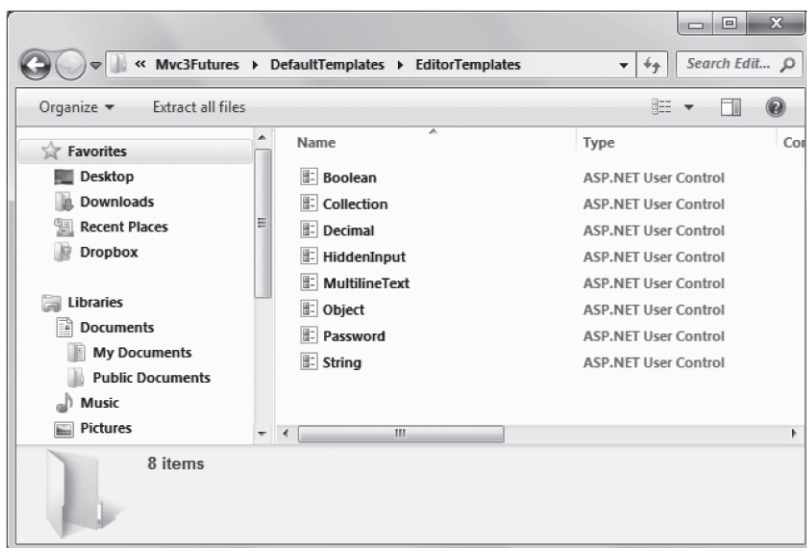 « Mvc3Futures ▸ DefaultTemplates ▸ EditorTemplates
Search Edit...
Organize ▾ Extract all files
Favorites
Desktop
Downloads
Recent Places
Dropbox
Libraries
Documents
My Documents
Public Documents
Music
Pictures
Name Type Cor
Boolean ASP.NET User Control
Collection ASP.NET User Control
Decimal ASP.NET User Control
HiddenInput ASP.NET User Control
MultilineText ASP.NET User Control
Object ASP.NET User Control
Password ASP.NET User Control
String ASP.NET User Control
8 items